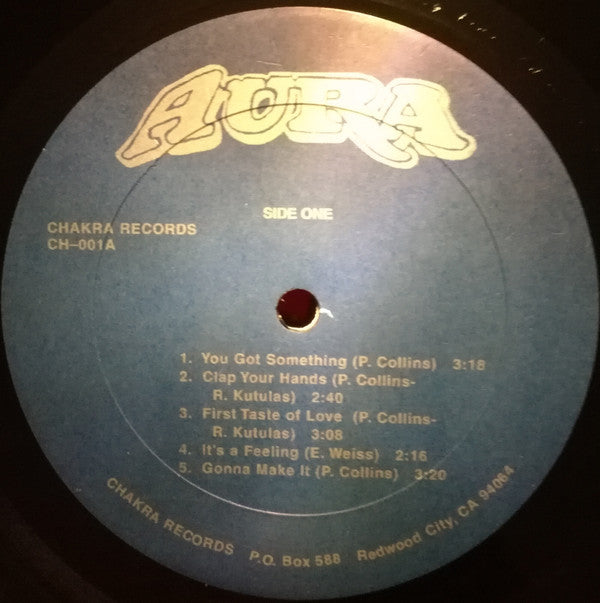 AURA
SIDE ONE
CHAKRA RECORDS
CH-001A
1. You Got Something (P. Collins) 3:18
2. Clap Your Hands (P. Collins-
R. Kutulas) 2:40
3. First Taste of Love (P. Collins-
R. Kutulas) 3:08
4. It's a Feeling (E. Weiss) 2:16
5. Gonna Make It (P. Collins) 3:20
CHAKRA RECORDS P.O. Box 588 Redwood City, CA 94064